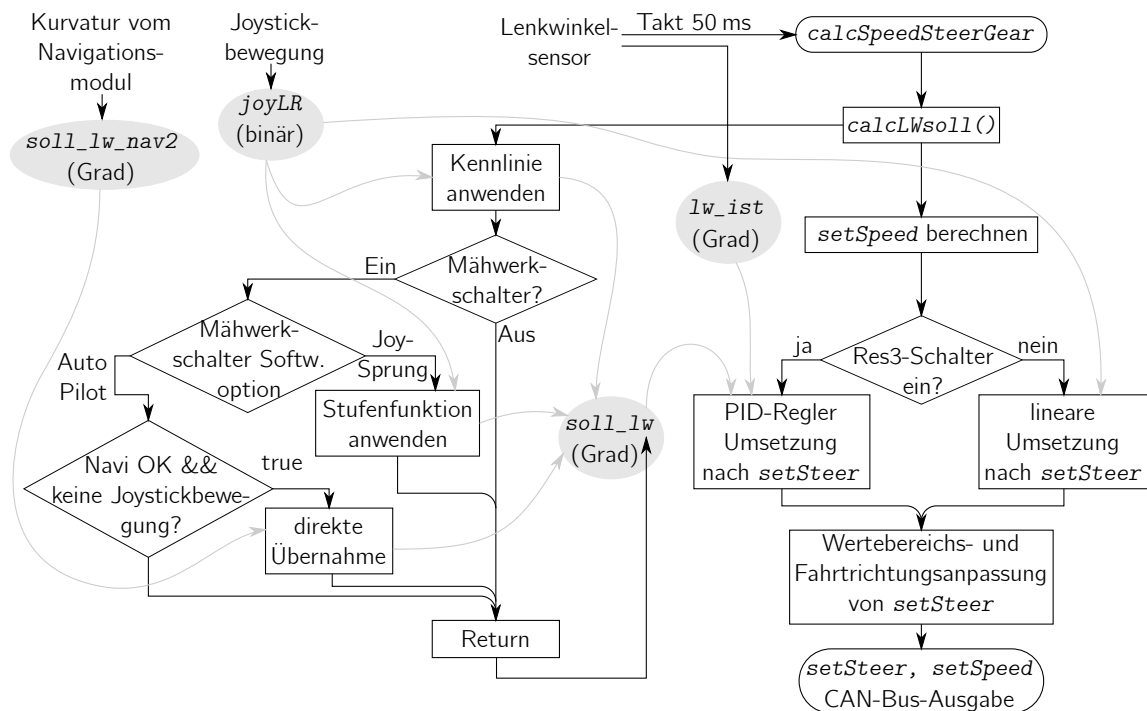 Kurvatur vom
Navigations-
modul
Joystick-
bewegung
Lenkwinkel-
sensor
Takt 50 ms
calcSpeedSteerGear
soll_lw_nav2
(Grad)
joyLR
(binär)
calcLWsoll()
Kennlinie
anwenden
lw_ist
(Grad)
setSpeed berechnen
Ein
Mähwerk-
schalter?
Aus
Mähwerk-
schalter Softw.
option
Joy-
Sprung
Auto
Pilot
Stufenfunktion
anwenden
soll_lw
(Grad)
ja
Res3-Schalter
ein?
nein
PID-Regler
Umsetzung
nach setSteer
lineare
Umsetzung
nach setSteer
Navi OK &&
keine Joystickbewe-
gung?
true
direkte
Übernahme
Wertebereichs- und
Fahrtrichtungsanpassung
von setSteer
Return
setSteer, setSpeed
CAN-Bus-Ausgabe